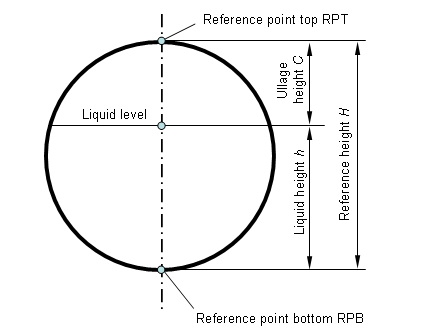 Reference point top RPT
Liquid level
Ullage
height C
Liquid height h
Reference height H
Reference point bottom RPB